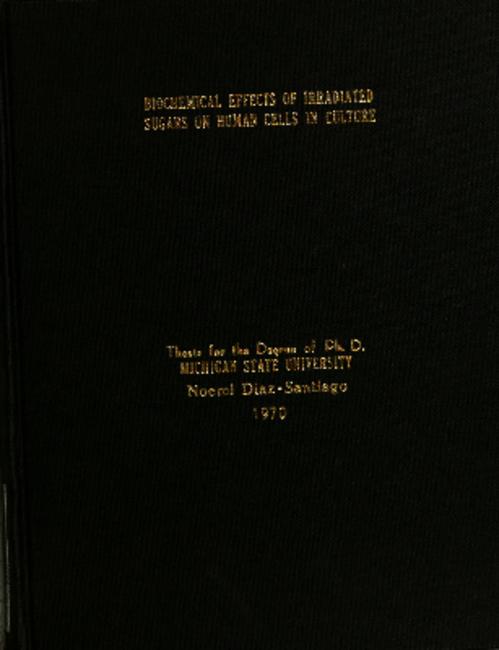 BIOCHEMICAL EFFECTS OF IRRADIATED
SUGARS ON HUMAN CELLS IN CULTURE
Thesis for the Degree of Ph. D.
MICHIGAN STATE UNIVERSITY
Diaz-Santiago
1970